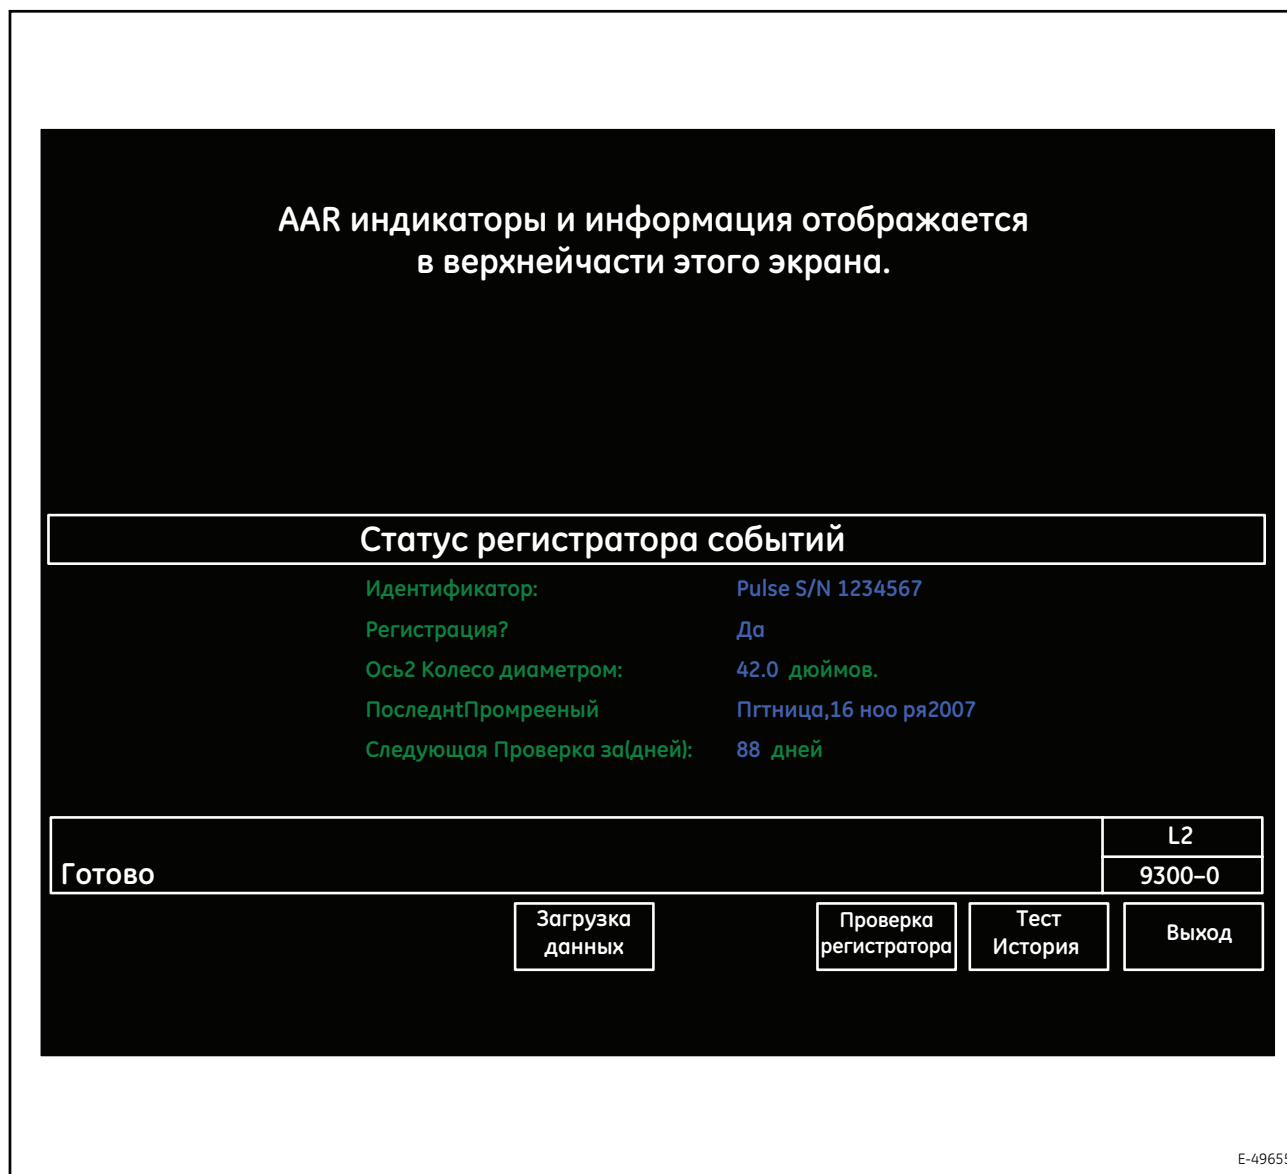 AAR индикаторы и информация отображается
в верхнейчасти этого экрана.
Статус регистратора событий
Идентификатор: Pulse S/N 1234567
Регистрация? Да
Ось2 Колесо диаметром: 42.0 дюймов.
ПоследнtПромрееный Пгтница,16 ноо ря2007
Следующая Проверка за(дней): 88 дней
L2
Готово 9300–0
Загрузка
данных
Проверка
регистратора
Тест
История
Выход
E-49655